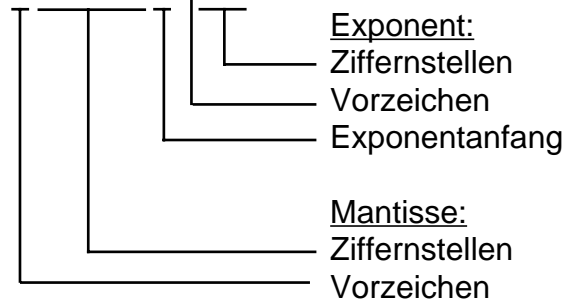 Exponent:
Ziffernstellen
Vorzeichen
Exponentanfang
Mantisse:
Ziffernstellen
Vorzeichen